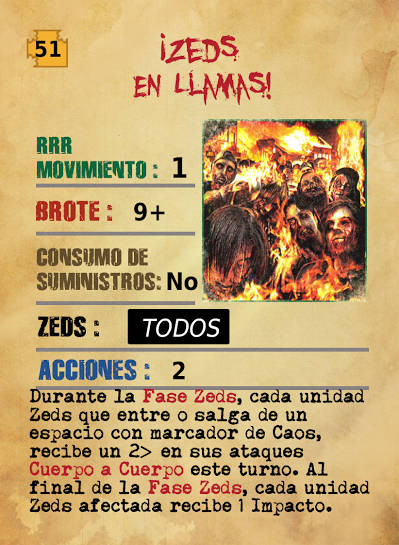 51
¡ZEDS
EN LLAMAS!
RRR
MOVIMIENTO : 1
BROTE : 9+
CONSUMO DE
SUMINISTROS: No
ZEDS : TODOS
ACCIONES : 2
Durante la Fase Zeds, cada unidad
Zeds que entre o salga de un
espacio con marcador de Caos,
recibe un 2> en sus ataques
Cuerpo a Cuerpo este turno. Al
final de la Fase Zeds, cada unidad
Zeds afectada recibe 1 Impacto.